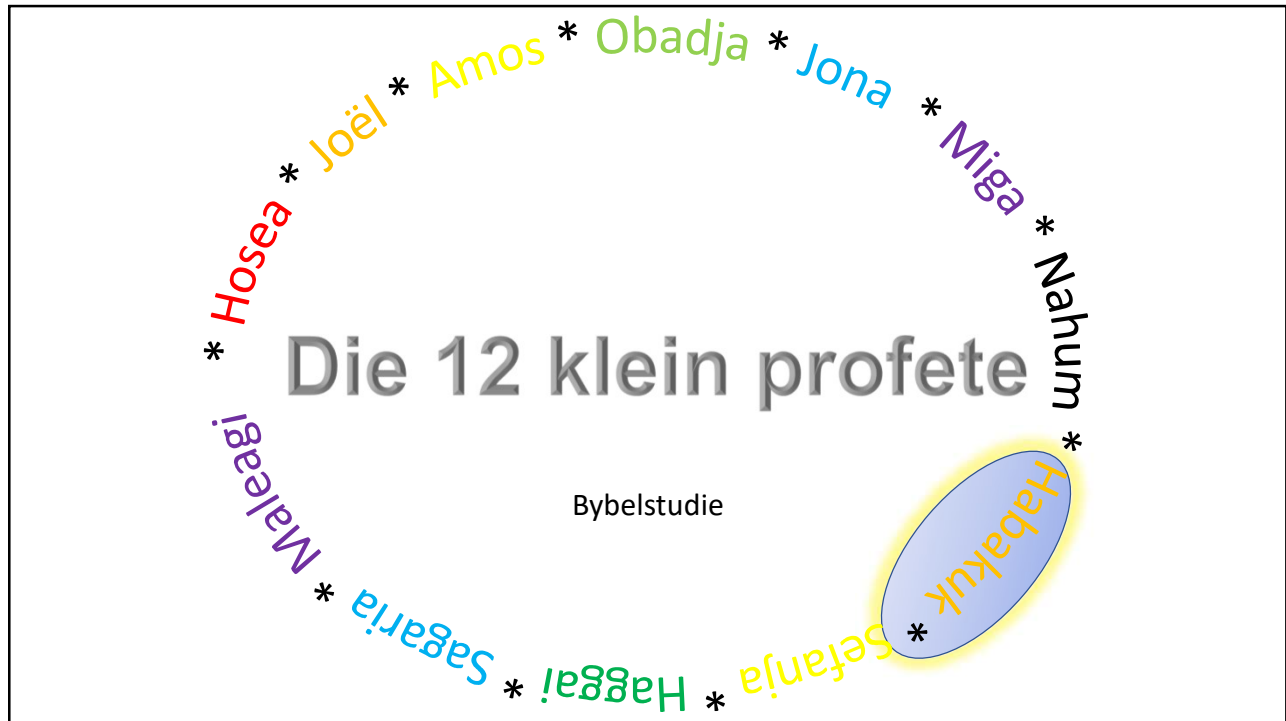 * Hosea * Joël * Amos * Obadja * Jona * Miga * Nahum * Habakuk * Sefanja * Haggai * Sagaria * Maleagi
Die 12 klein profete
Bybelstudie